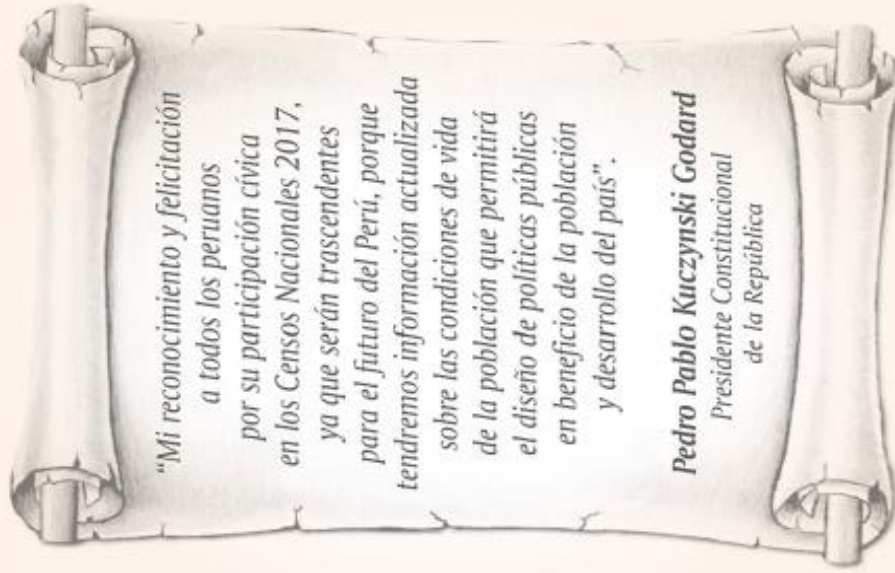 “Mi reconocimiento y felicitación
a todos los peruanos
por su participación cívica
en los Censos Nacionales 2017,
ya que serán trascendentes
para el futuro del Perú, porque
tendremos información actualizada
sobre las condiciones de vida
de la población que permitirá
el diseño de políticas públicas
en beneficio de la población
y desarrollo del país”.
Pedro Pablo Kuczynski Godard
Presidente Constitucional
de la República